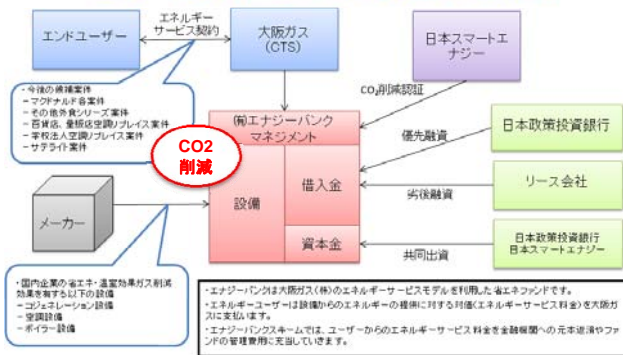 エネルギー
サービス契約
エンドユーザー
大阪ガス
(CTS)
日本スマートエ
ナジー
・今後の候補案件
－マクドナルド各案件
－その他外食シリーズ案件
－百貨店、量販店空調リプレイス案件
－学校法人空調リプレイス案件
－サテライト案件
CO2
削減
㈲エナジーバンク
マネジメント
設備
借入金
資本金
CO₂削減認証
優先融資
日本政策投資銀行
劣後融資
リース会社
共同出資
日本政策投資銀行
日本スマートエナジー
メーカー
・国内企業の省エネ・温室効果ガス削減
効果を有する以下の設備
－コジェネレーション設備
－空調設備
－ボイラー設備
・エナジーバンクは大阪ガス(株)のエネルギーサービスモデルを利用した省エネファンドです。
・エネルギーユーザーは設備からのエネルギーの提供に対する対価(エネルギーサービス料金)を大阪ガ
スに支払います。
・エナジーバンクスキームでは、ユーザーからのエネルギーサービス料金を金融機関への元本返済やファ
ンドの管理費用に充当していきます。